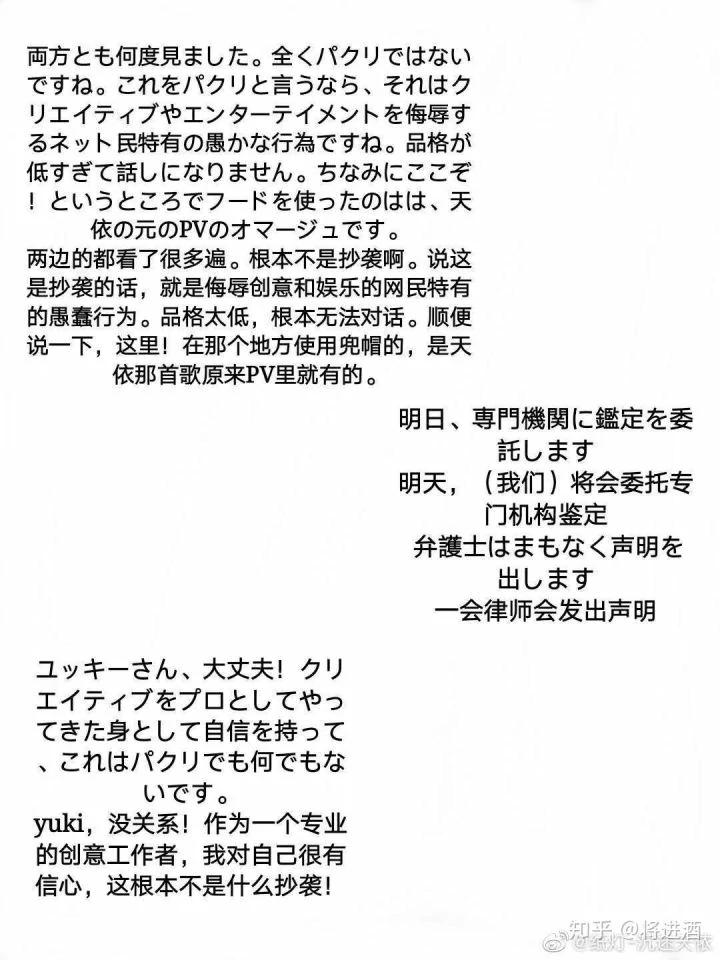 両方とも何度見ました。全くパクリではない
ですね。これをパクリと言うなら、それはク
リエイティブやエンターテイメントを侮辱す
るネット民特有の愚かな行為ですね。品格が
低すぎて話しになりません。ちなみにここぞ
！というところでフードを使ったのはは、天
依の元のPVのオマージュです。
两边的都看了很多遍。根本不是抄袭啊。说这
是抄袭的话，就是侮辱创意和娱乐的网民特有
的愚蠢行为。品格太低，根本无法对话。顺便
说一下，这里！在那个地方使用兜帽的，是天
依那首歌原来PV里就有的。
明日、専門機関に鑑定を委
託します
明天，（我们）将会委托专
门机构鉴定
弁護士はまもなく声明を
出します
一会律师会发出声明
ユッキーさん、大丈夫！クリ
エイティブをプロとしてやっ
てきた身として自信を持って
、これはパクリでも何でもな
いです。
yuki，没关系！作为一个专业
的创意工作者，我对自己很有
信心，这根本不是什么抄袭！
知乎 @将进酒
@纸灯-沉迷天依